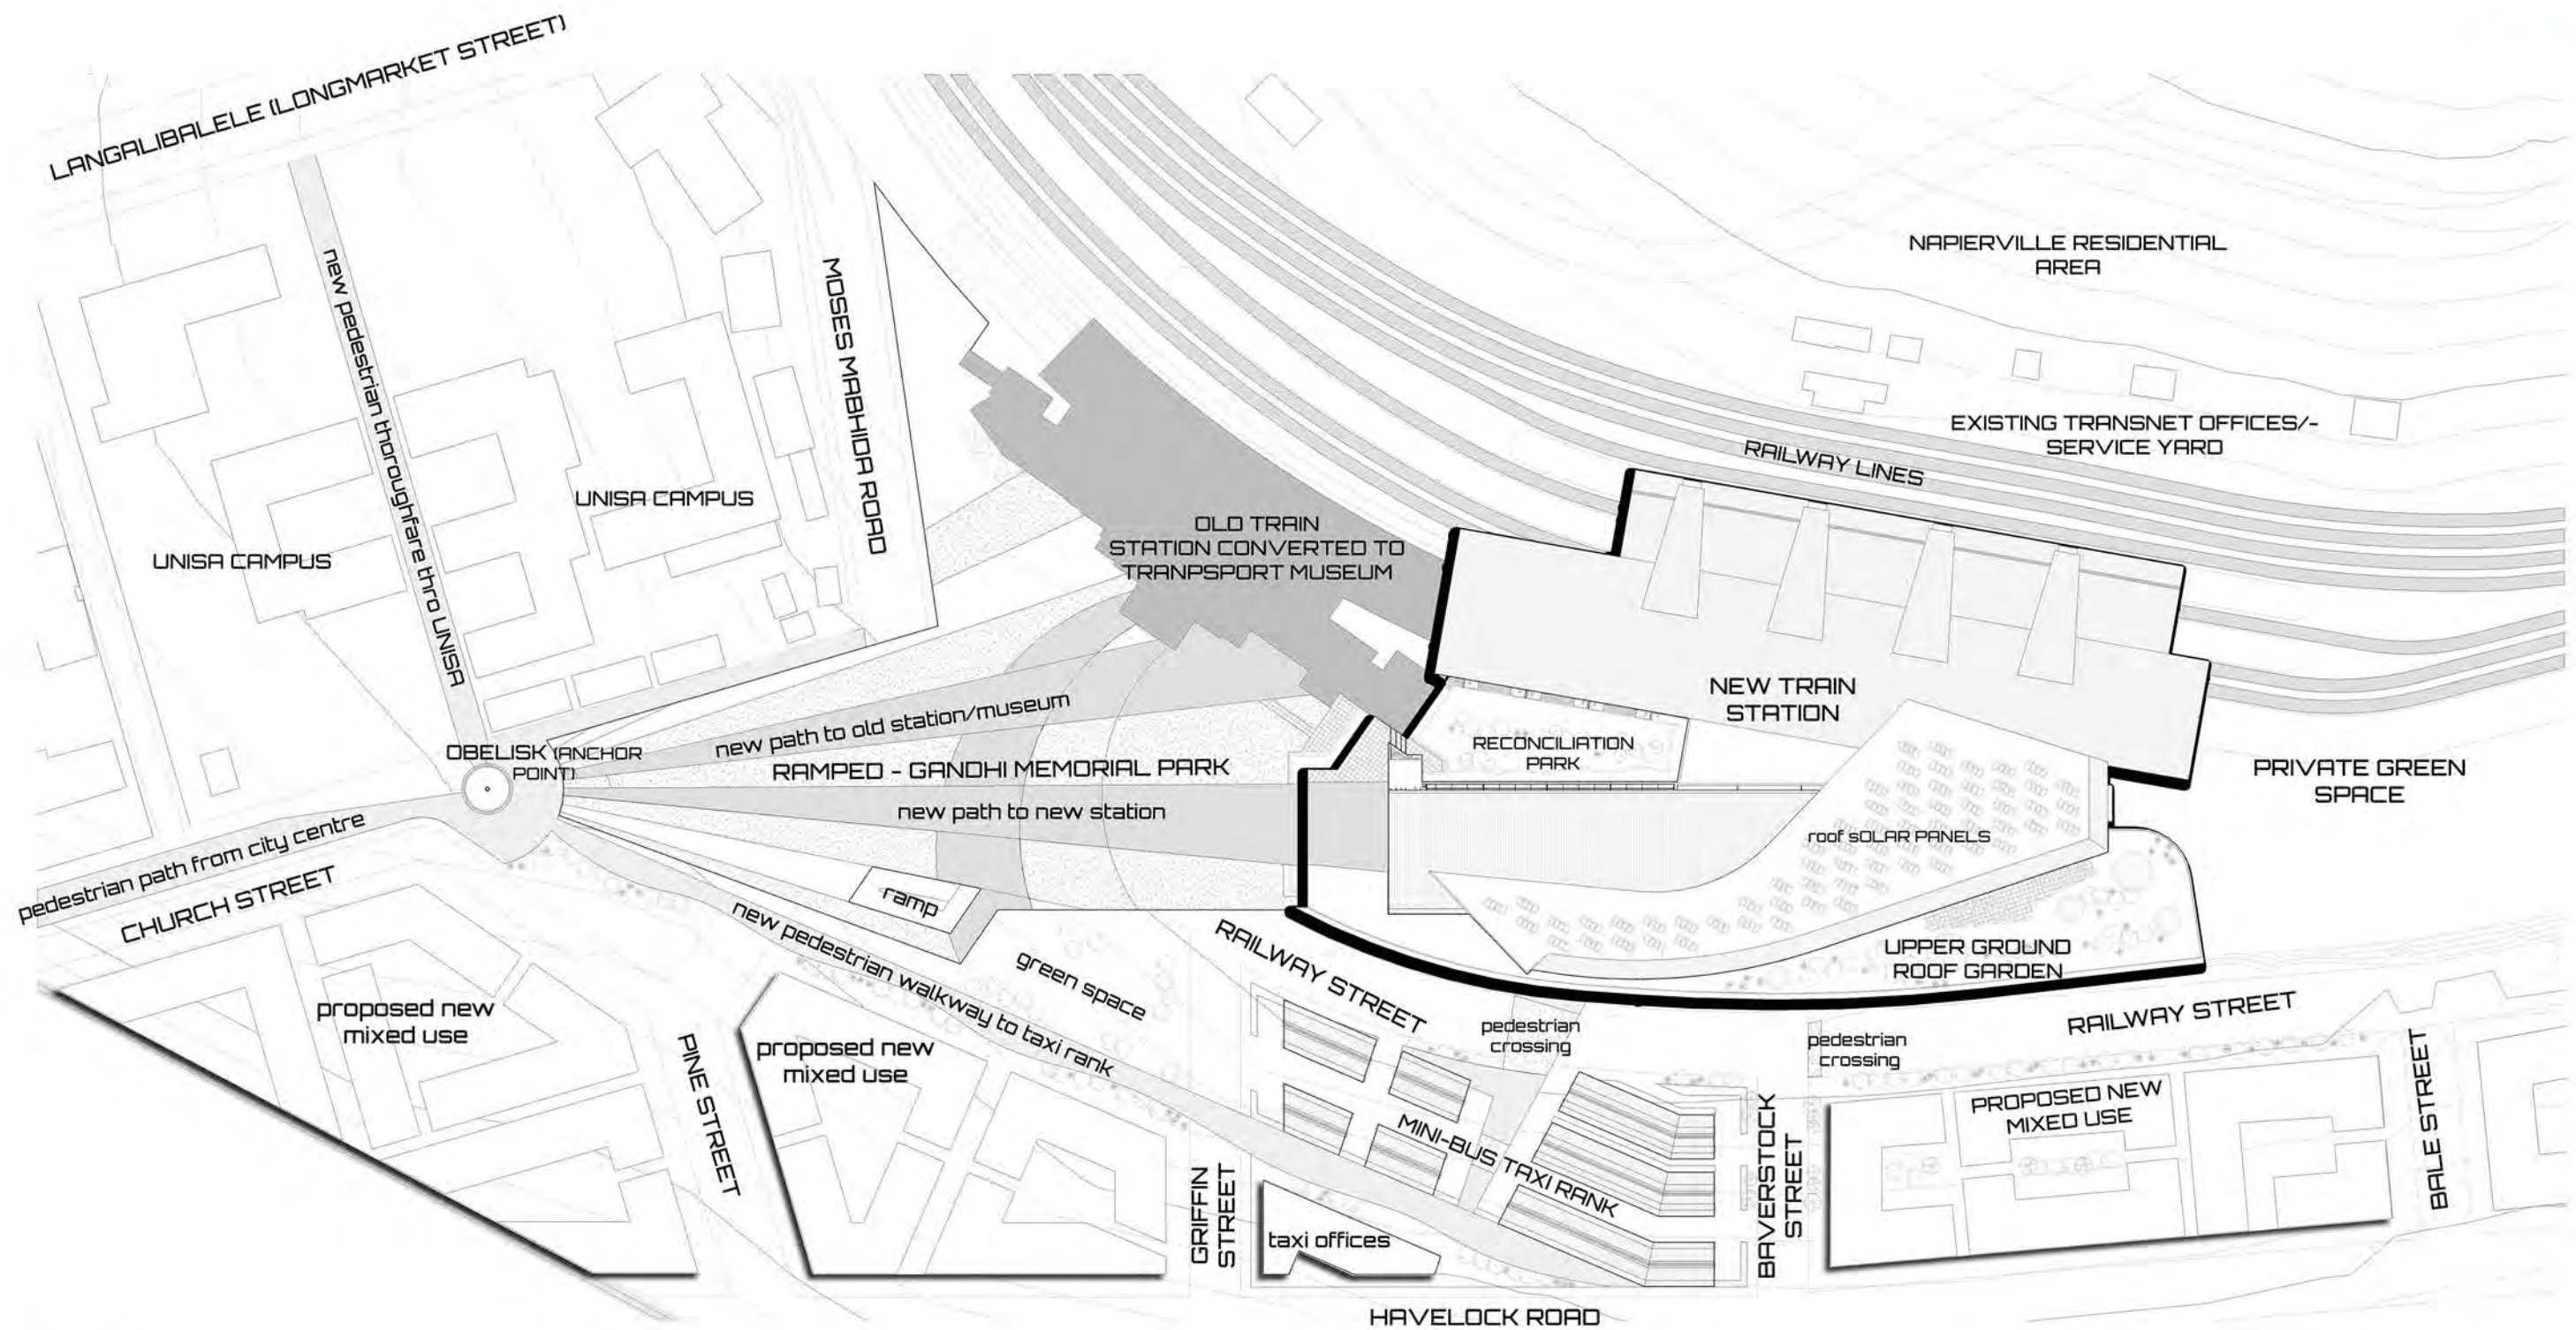 LANGALIBALELE (LONGMARKET STREET)
new pedestrian thoroughfare thro UNISA
MOSES MABHIDA ROAD
NAPIERVILLE RESIDENTIAL
AREA
EXISTING TRANSNET OFFICES/-
SERVICE YARD
RAILWAY LINES
UNISA CAMPUS
UNISA CAMPUS
OLD TRAIN
STATION CONVERTED TO
TRANPSPORT MUSEUM
NEW TRAIN
STATION
RECONCILIATION
PARK
new path to old station/museum
OBELISK (ANCHOR
POINT)
RAMPED - GANDHI MEMORIAL PARK
new path to new station
PRIVATE GREEN
SPACE
roof sOLAR PANELS
pedestrian path from city centre
CHURCH STREET
ramp
new pedestrian walkway to taxi rank
green space
RAILWAY STREET
UPPER GROUND
ROOF GARDEN
proposed new
mixed use
PINE STREET
proposed new
mixed use
pedestrian
crossing
pedestrian
crossing
RAILWAY STREET
PROPOSED NEW
MIXED USE
BALE STREET
MINI-BUS TAXI RANK
GRIFFIN
STREET
taxi offices
BAVERSTOCK
STREET
HAVELOCK ROAD